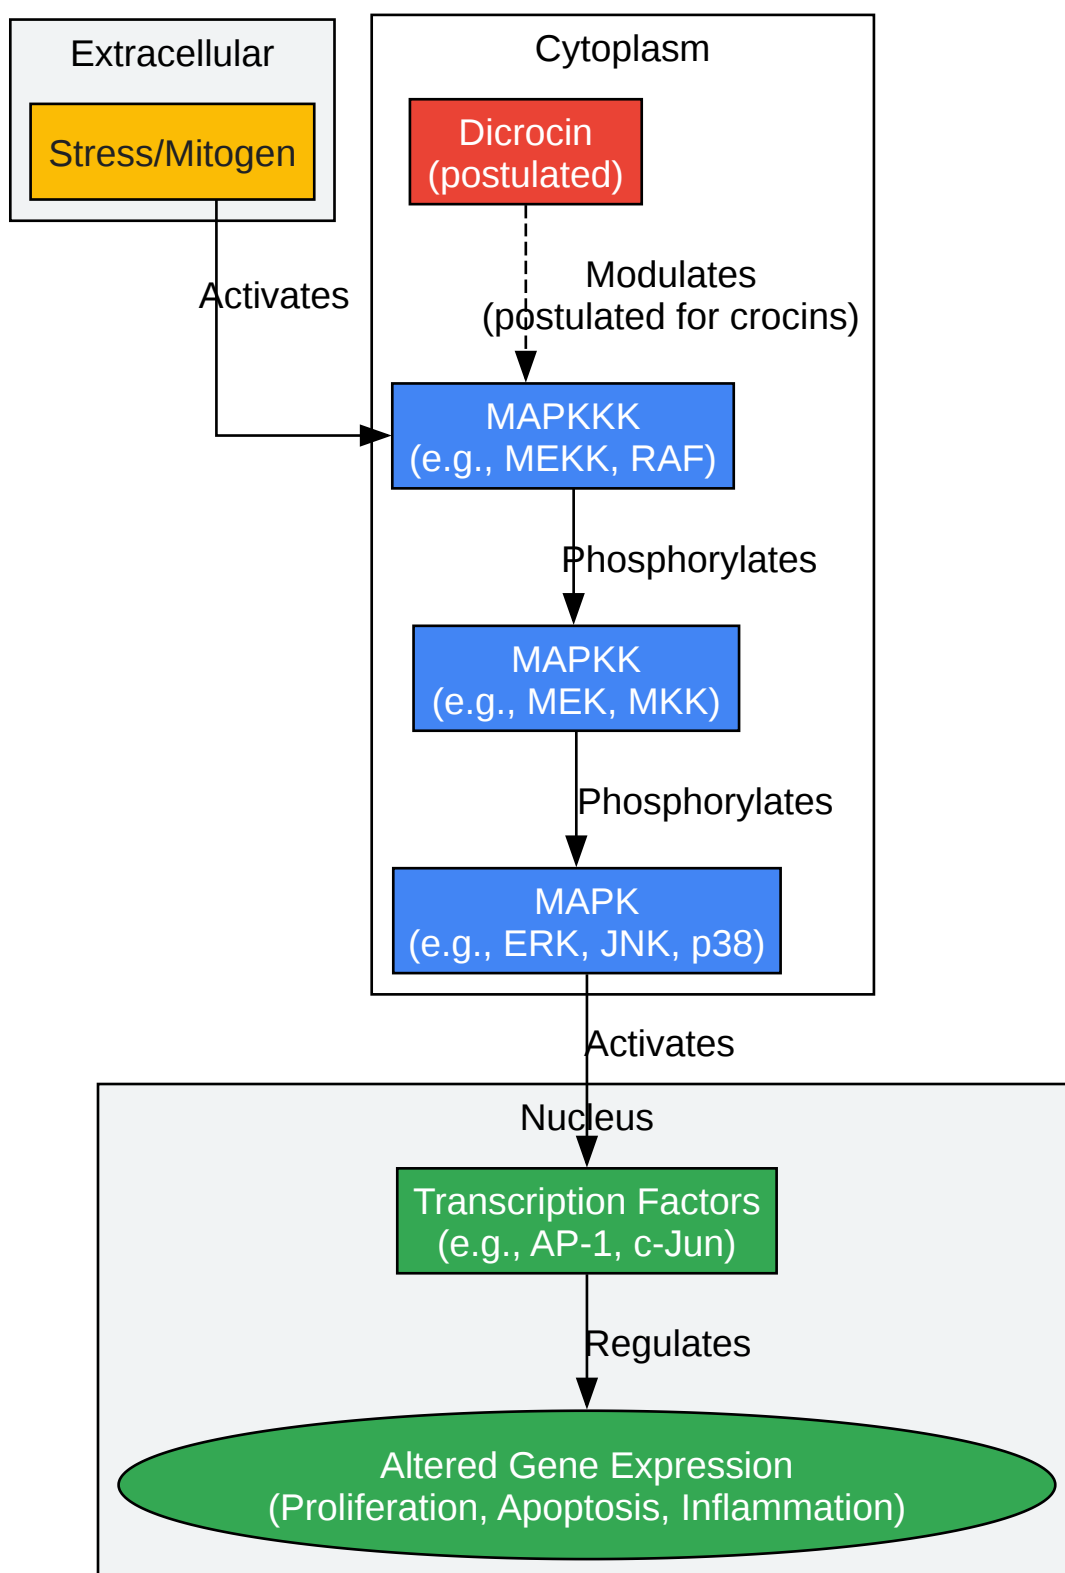 Extracellular
Stress/Mitogen
Activates
Cytoplasm
Dicrocin
(postulated)
Modulates
(postulated for crocins)
MAPKKK
(e.g., MEKK, RAF)
Phosphorylates
MAPKK
(e.g., MEK, MKK)
Phosphorylates
MAPK
(e.g., ERK, JNK, p38)
Activates
Nucleus
Transcription Factors
(e.g., AP-1, c-Jun)
Regulates
Altered Gene Expression
(Proliferation, Apoptosis, Inflammation)